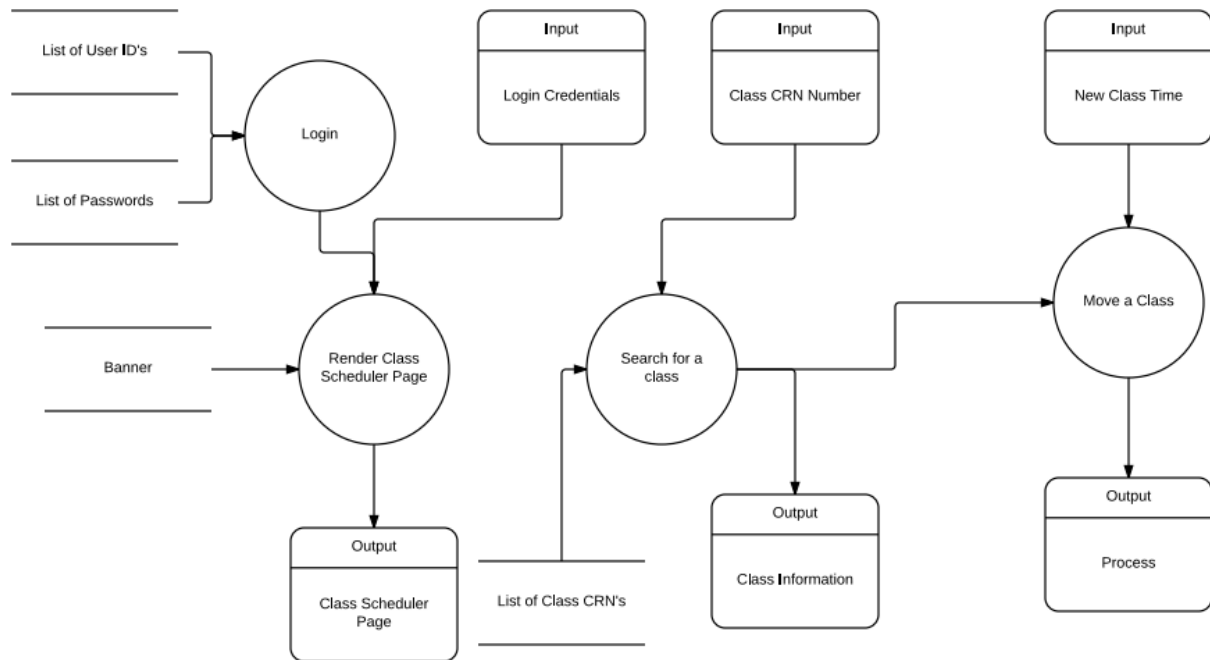 List of User ID's
List of Passwords
Login
Input
Login Credentials
Input
Class CRN Number
Input
New Class Time
Banner
Render Class
Scheduler Page
Search for a
class
Move a Class
Output
Class Scheduler
Page
List of Class CRN's
Output
Class Information
Output
Process